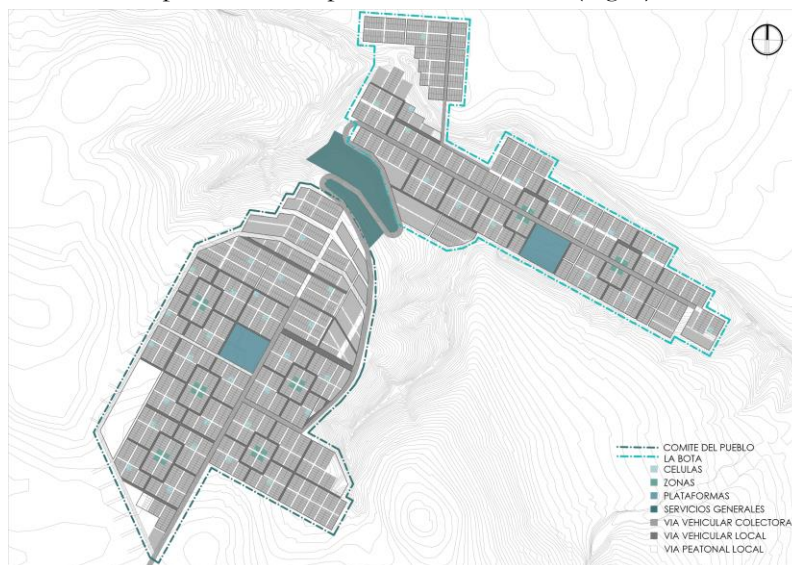 COMITE DEL PUEBLO
LA BOTA
CELULAS
ZONAS
PLATAFORMAS
SERVICIOS GENERALES
VIA VEHICULAR COLECTORA
VIA VEHICULAR LOCAL
VIA PEATONAL LOCAL